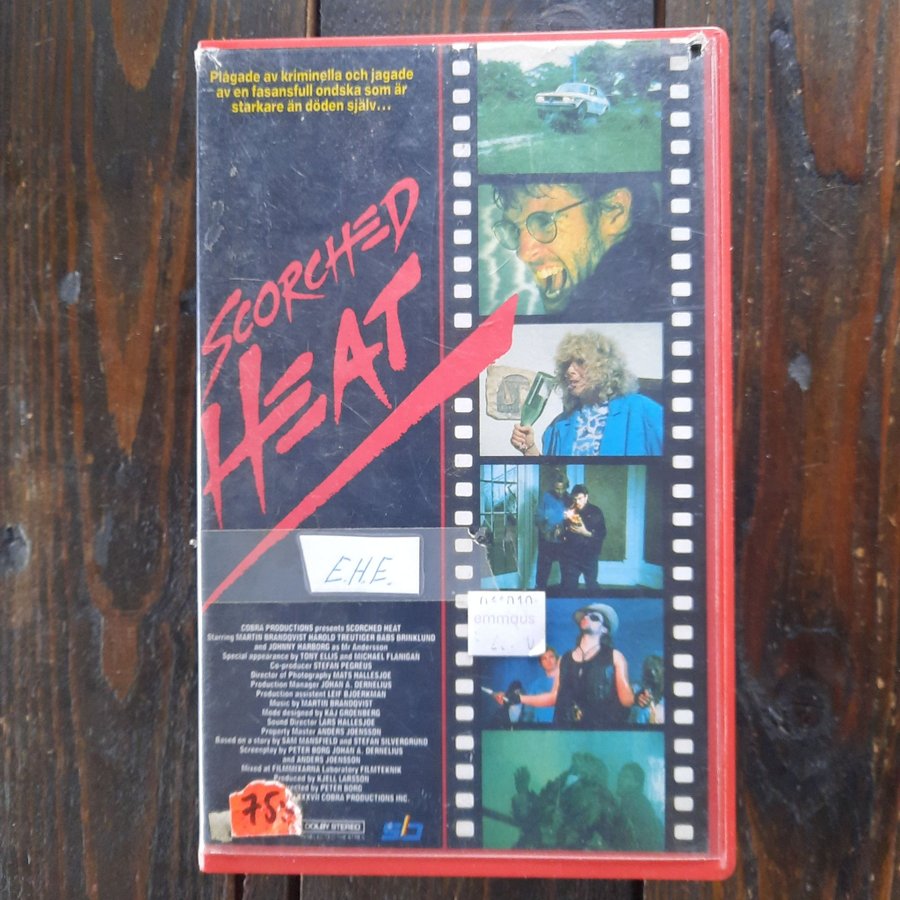 Plågade av kriminella och jagade
av en fasansfull ondska som är
starkare än döden själv...
SCORCHED
HEAT
E.H.E.
emmaus
COBRA PRODUCTIONS presents SCORCHED HEAT
Starring MARTIN BRANDQVIST HAROLD TREUTIGER BABS BRINKLUND
and JOHNNY HARBORG as Mr Andersson
Special appearance by TONY ELLIS and MICHAEL FLANIGAN
Co-producer STEFAN PEGRÉUS
Director of Photography MATS HALLESJOE
Production Manager JOHAN A. DERNELIUS
Production assistent LEIF BJOERKMAN
Music by MARTIN BRANDQVIST
Mode designed by KAJ GROENBERG
Sound Director LARS HALLESJOE
Property Master ANDERS JOENSSON
Based on a story by SAM MANSFIELD and STEFAN SILVERGRUND
Screenplay by PETER BORG JOHAN A. DERNELIUS
and ANDERS JOENSSON
Mixed at FILMMIXARNA Laboratory FILMTEKNIK
Produced by KJELL LARSSON
by PETER BORG
COBRA PRODUCTIONS INC.
75:-
DOLBY STEREO